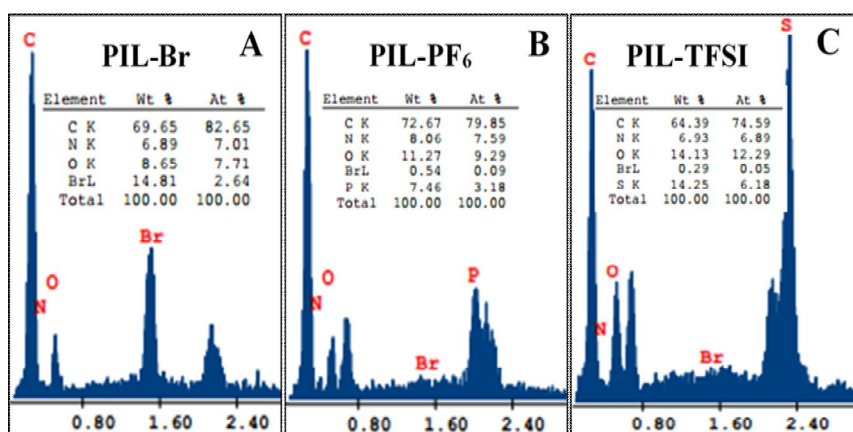 C
PIL-Br
A
Element Wt % At %
C K 69.65 82.65
N K 6.89 7.01
O K 8.65 7.71
BrL 14.81 2.64
Total 100.00 100.00
Br
O
N
0.80 1.60 2.40
C
PIL-PF₆
B
Element Wt % At %
C K 72.67 79.85
N K 8.06 7.59
O K 11.27 9.29
BrL 0.54 0.09
P K 7.46 3.18
Total 100.00 100.00
O
P
N
Br
0.80 1.60 2.40
S
C
PIL-TFSI
C
Element Wt % At %
C K 64.39 74.59
N K 6.93 6.89
O K 14.13 12.29
BrL 0.29 0.05
S K 14.25 6.18
Total 100.00 100.00
O
N
Br
0.80 1.60 2.40